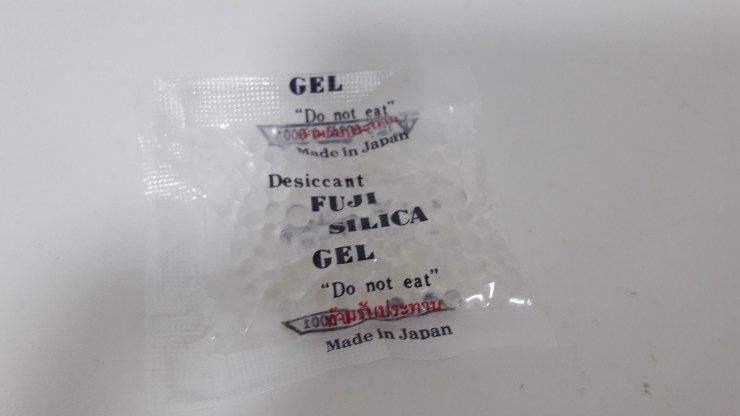 GEL
“Do not eat”
Made in Japan
Desiccant
FUJI
SILICA
GEL
“Do not eat”
ห้ามรับประทาน
Made in Japan